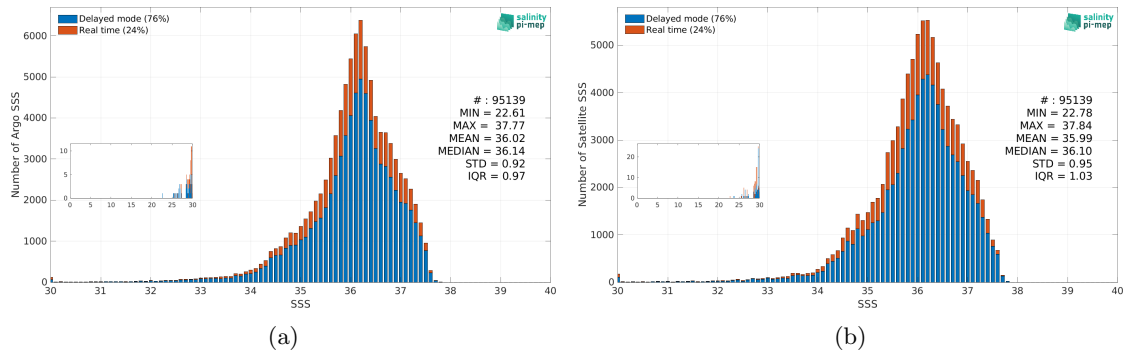 Delayed mode (76%)
Real time (24%)
salinity
pi-mep
Number of Argo SSS
6000
5000
4000
3000
2000
1000
0
# : 95139
MIN = 22.61
MAX = 37.77
MEAN = 36.02
MEDIAN = 36.14
STD = 0.92
IQR = 0.97
10
5
0
0 5 10 15 20 25 30
30 31 32 33 34 35 36 37 38 39 40
SSS
(a)
Delayed mode (76%)
Real time (24%)
salinity
pi-mep
Number of Satellite SSS
5000
4000
3000
2000
1000
0
# : 95139
MIN = 22.78
MAX = 37.84
MEAN = 35.99
MEDIAN = 36.10
STD = 0.95
IQR = 1.03
20
10
0
0 5 10 15 20 25 30
30 31 32 33 34 35 36 37 38 39 40
SSS
(b)